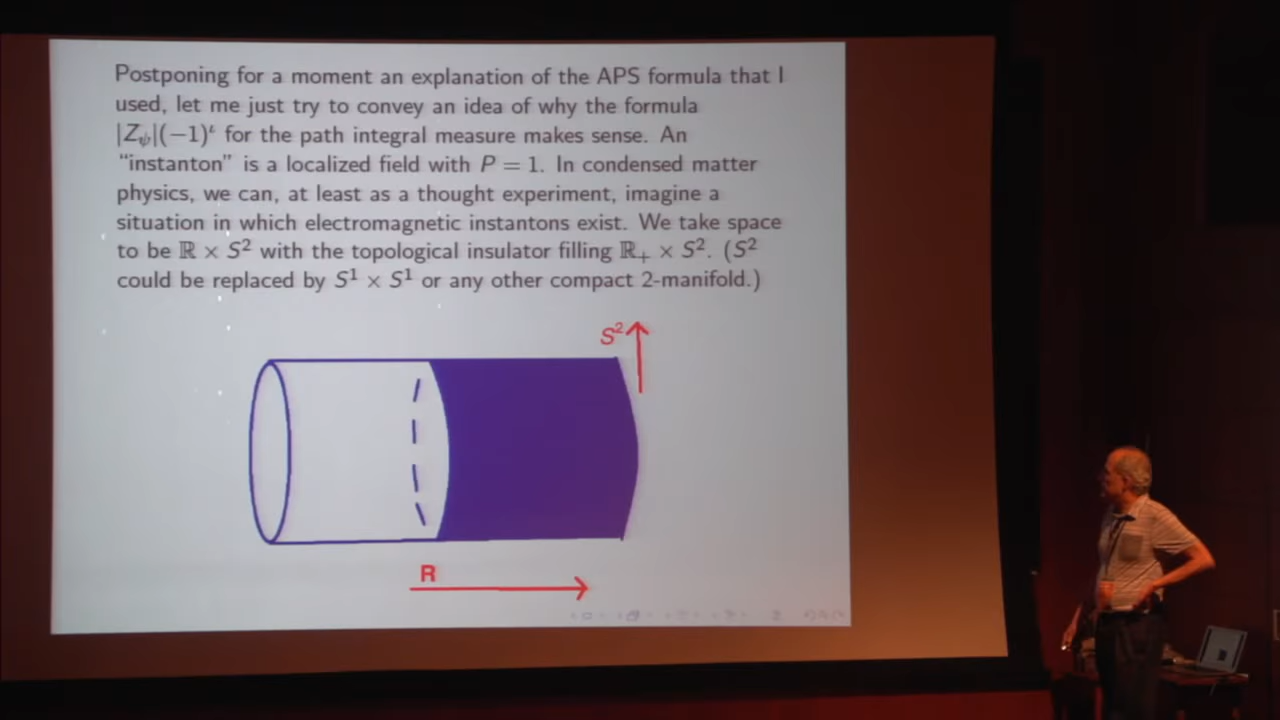 Postponing for a moment an explanation of the APS formula that I
used, let me just try to convey an idea of why the formula
|Z_ψ|(−1)^ι for the path integral measure makes sense. An
“instanton” is a localized field with P = 1. In condensed matter
physics, we can, at least as a thought experiment, imagine a
situation in which electromagnetic instantons exist. We take space
to be ℝ × S² with the topological insulator filling ℝ₊ × S². (S²
could be replaced by S¹ × S¹ or any other compact 2-manifold.)
S²
R